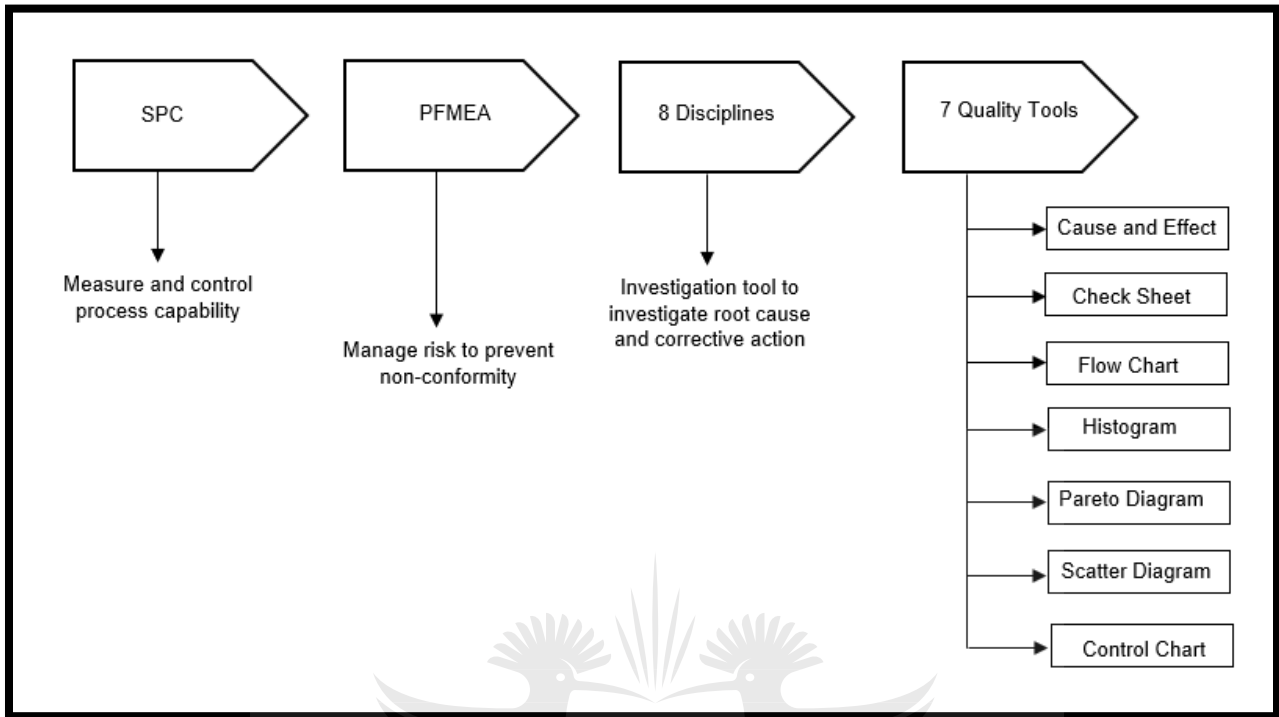 SPC
PFMEA
8 Disciplines
7 Quality Tools
Measure and control
process capability
Manage risk to prevent
non-conformity
Investigation tool to
investigate root cause
and corrective action
Cause and Effect
Check Sheet
Flow Chart
Histogram
Pareto Diagram
Scatter Diagram
Control Chart